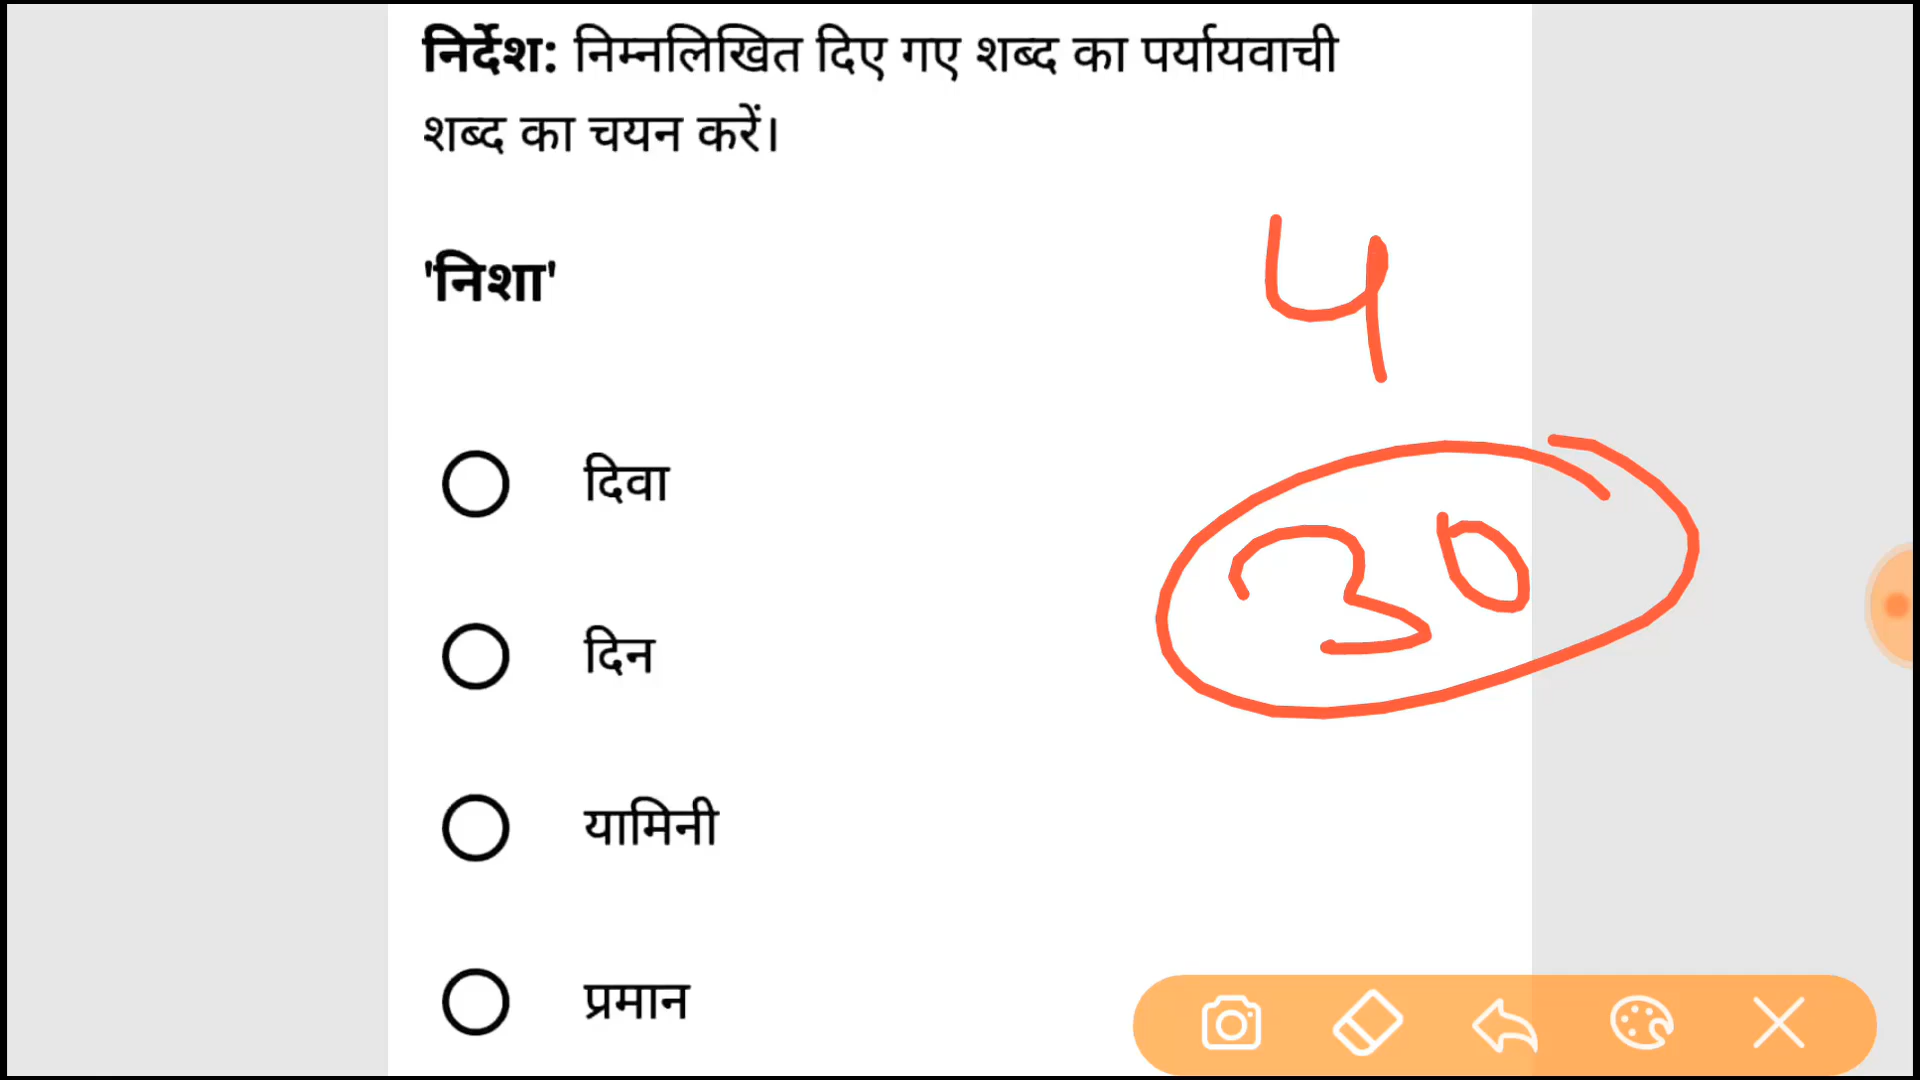 निर्देश: निम्नलिखित दिए गए शब्द का पर्यायवाची
शब्द का चयन करें।
'निशा'
4
30
दिवा
दिन
यामिनी
प्रमान